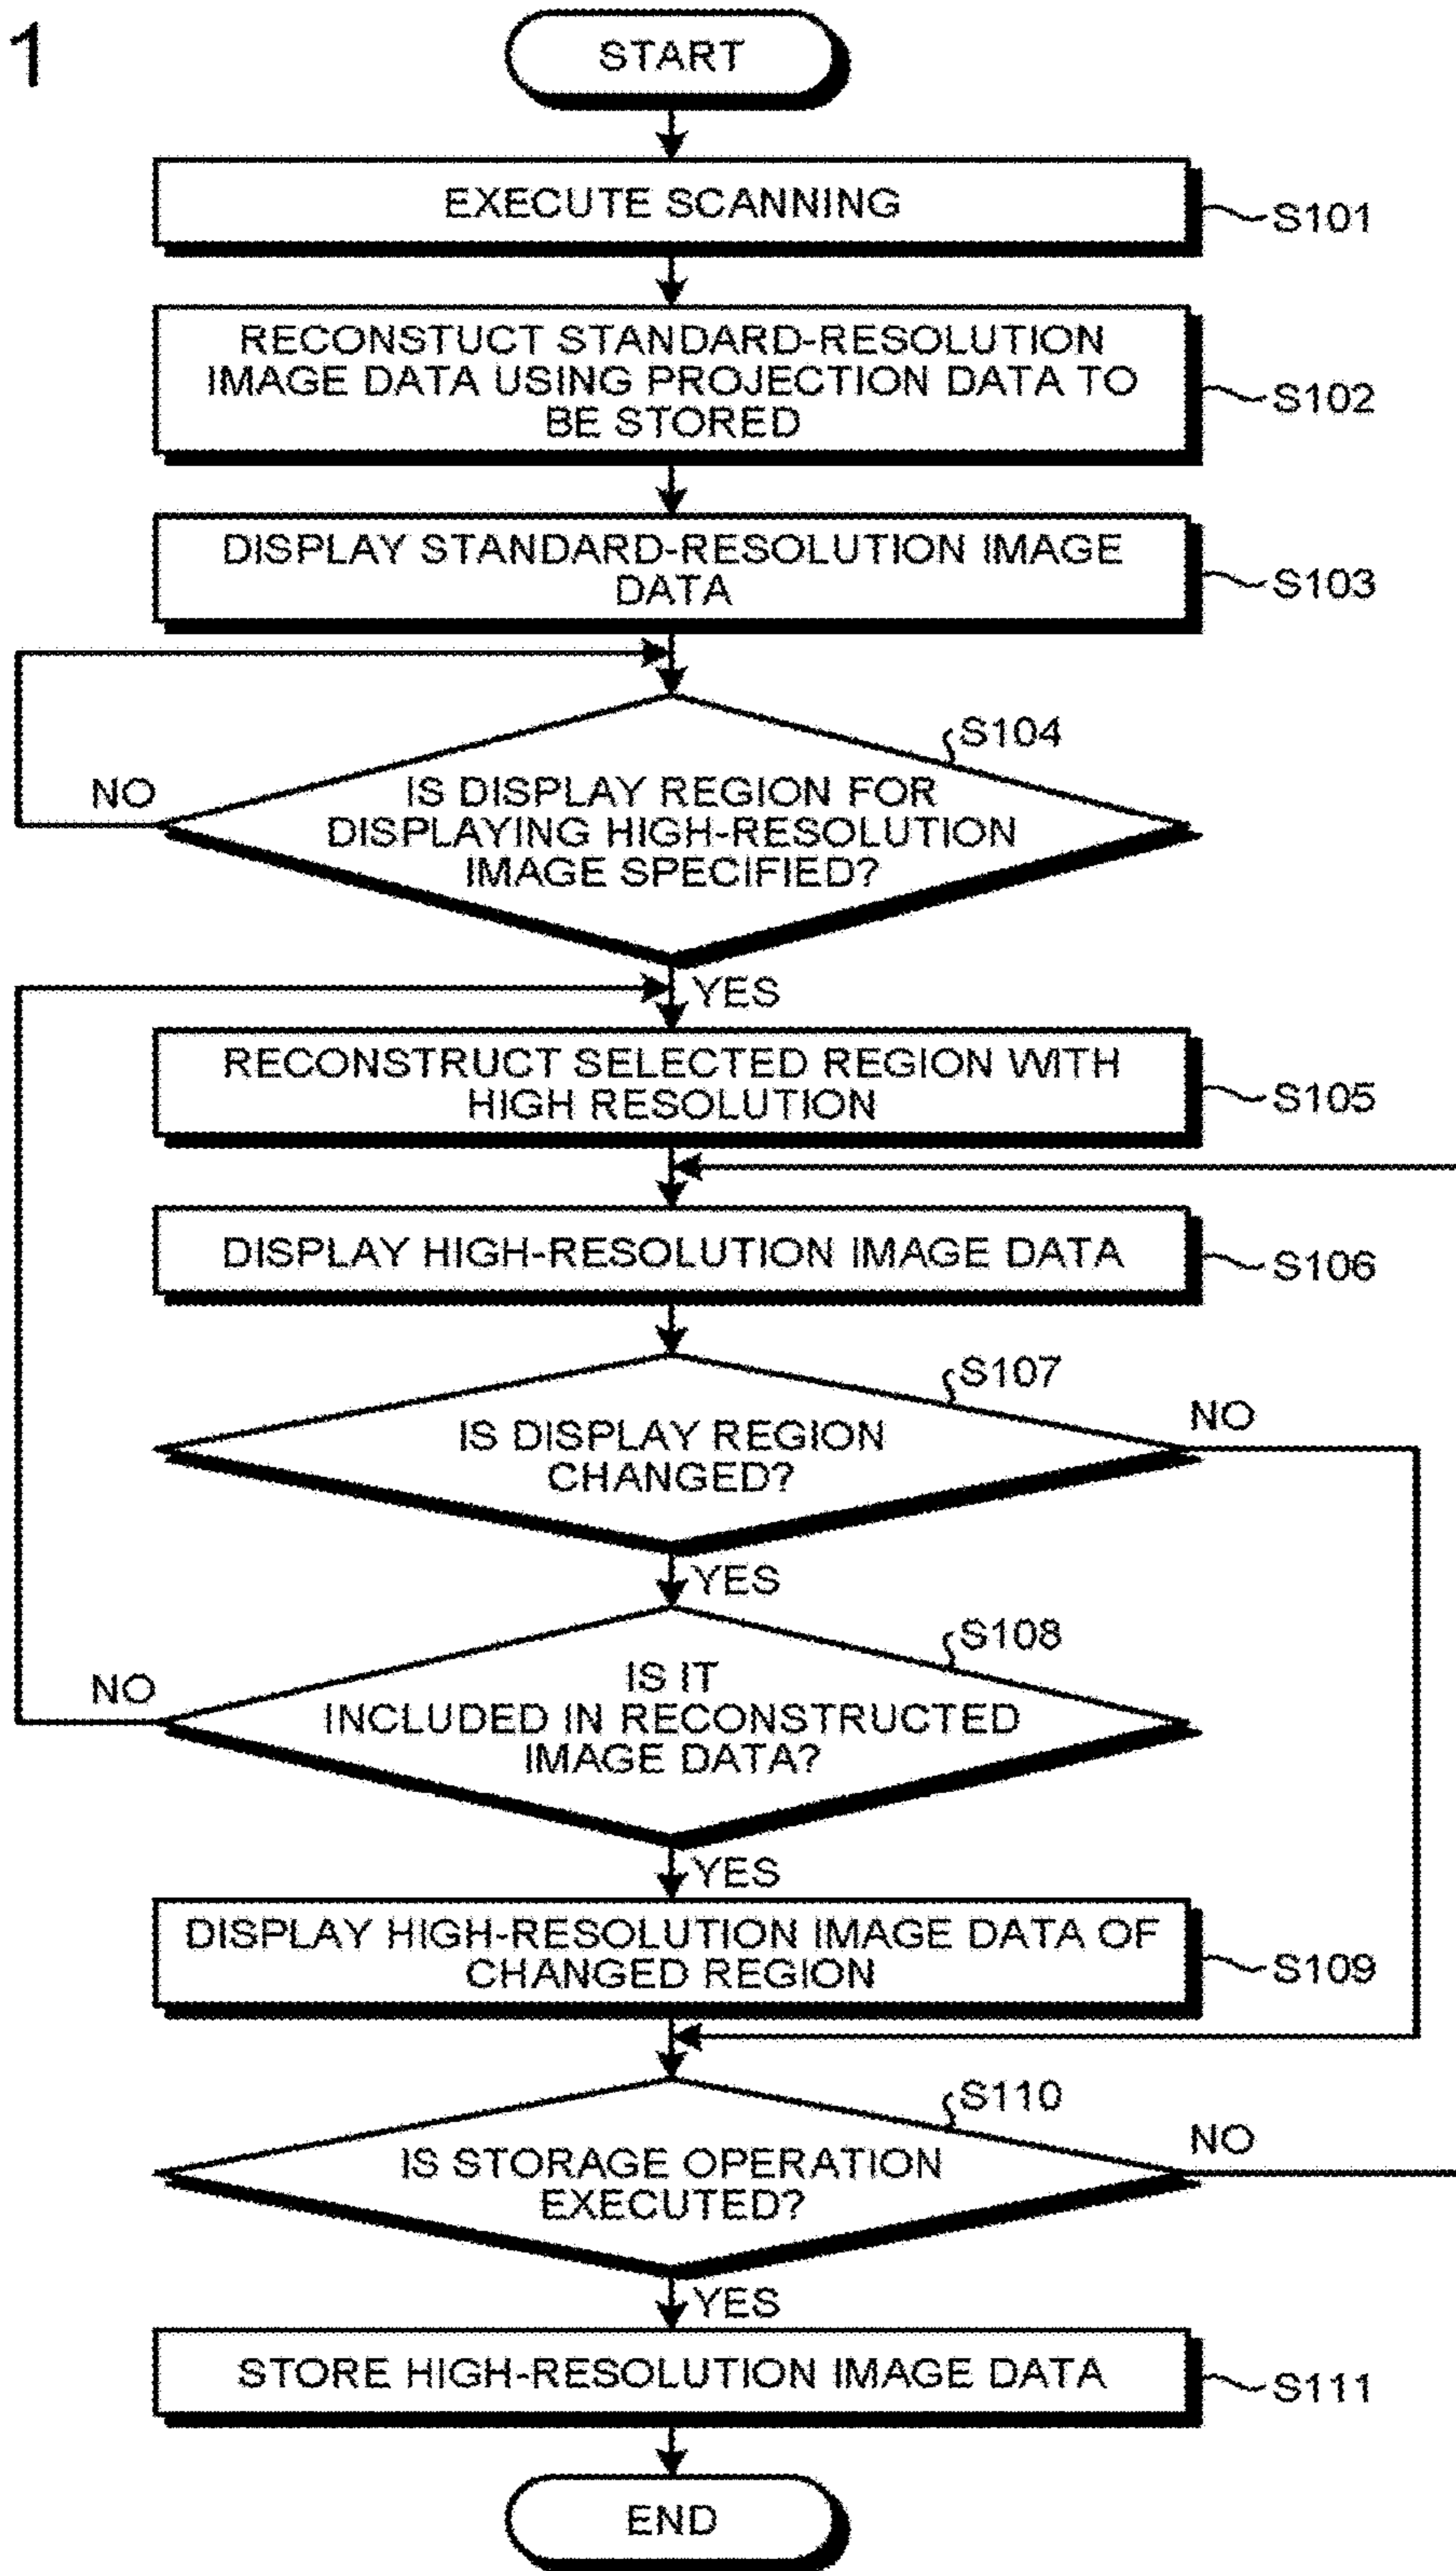 1
START
EXECUTE SCANNING
S101
RECONSTUCT STANDARD-RESOLUTION
IMAGE DATA USING PROJECTION DATA TO
BE STORED
S102
DISPLAY STANDARD-RESOLUTION IMAGE
DATA
S103
S104
NO
IS DISPLAY REGION FOR
DISPLAYING HIGH-RESOLUTION
IMAGE SPECIFIED?
YES
RECONSTRUCT SELECTED REGION WITH
HIGH RESOLUTION
S105
DISPLAY HIGH-RESOLUTION IMAGE DATA
S106
S107
NO
IS DISPLAY REGION
CHANGED?
YES
S108
NO
IS IT
INCLUDED IN RECONSTRUCTED
IMAGE DATA?
YES
DISPLAY HIGH-RESOLUTION IMAGE DATA OF
CHANGED REGION
S109
S110
NO
IS STORAGE OPERATION
EXECUTED?
YES
STORE HIGH-RESOLUTION IMAGE DATA
S111
END